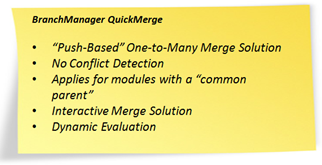 BranchManager QuickMerge
• “Push-Based” One-to-Many Merge Solution
• No Conflict Detection
• Applies for modules with a “common
parent”
• Interactive Merge Solution
• Dynamic Evaluation